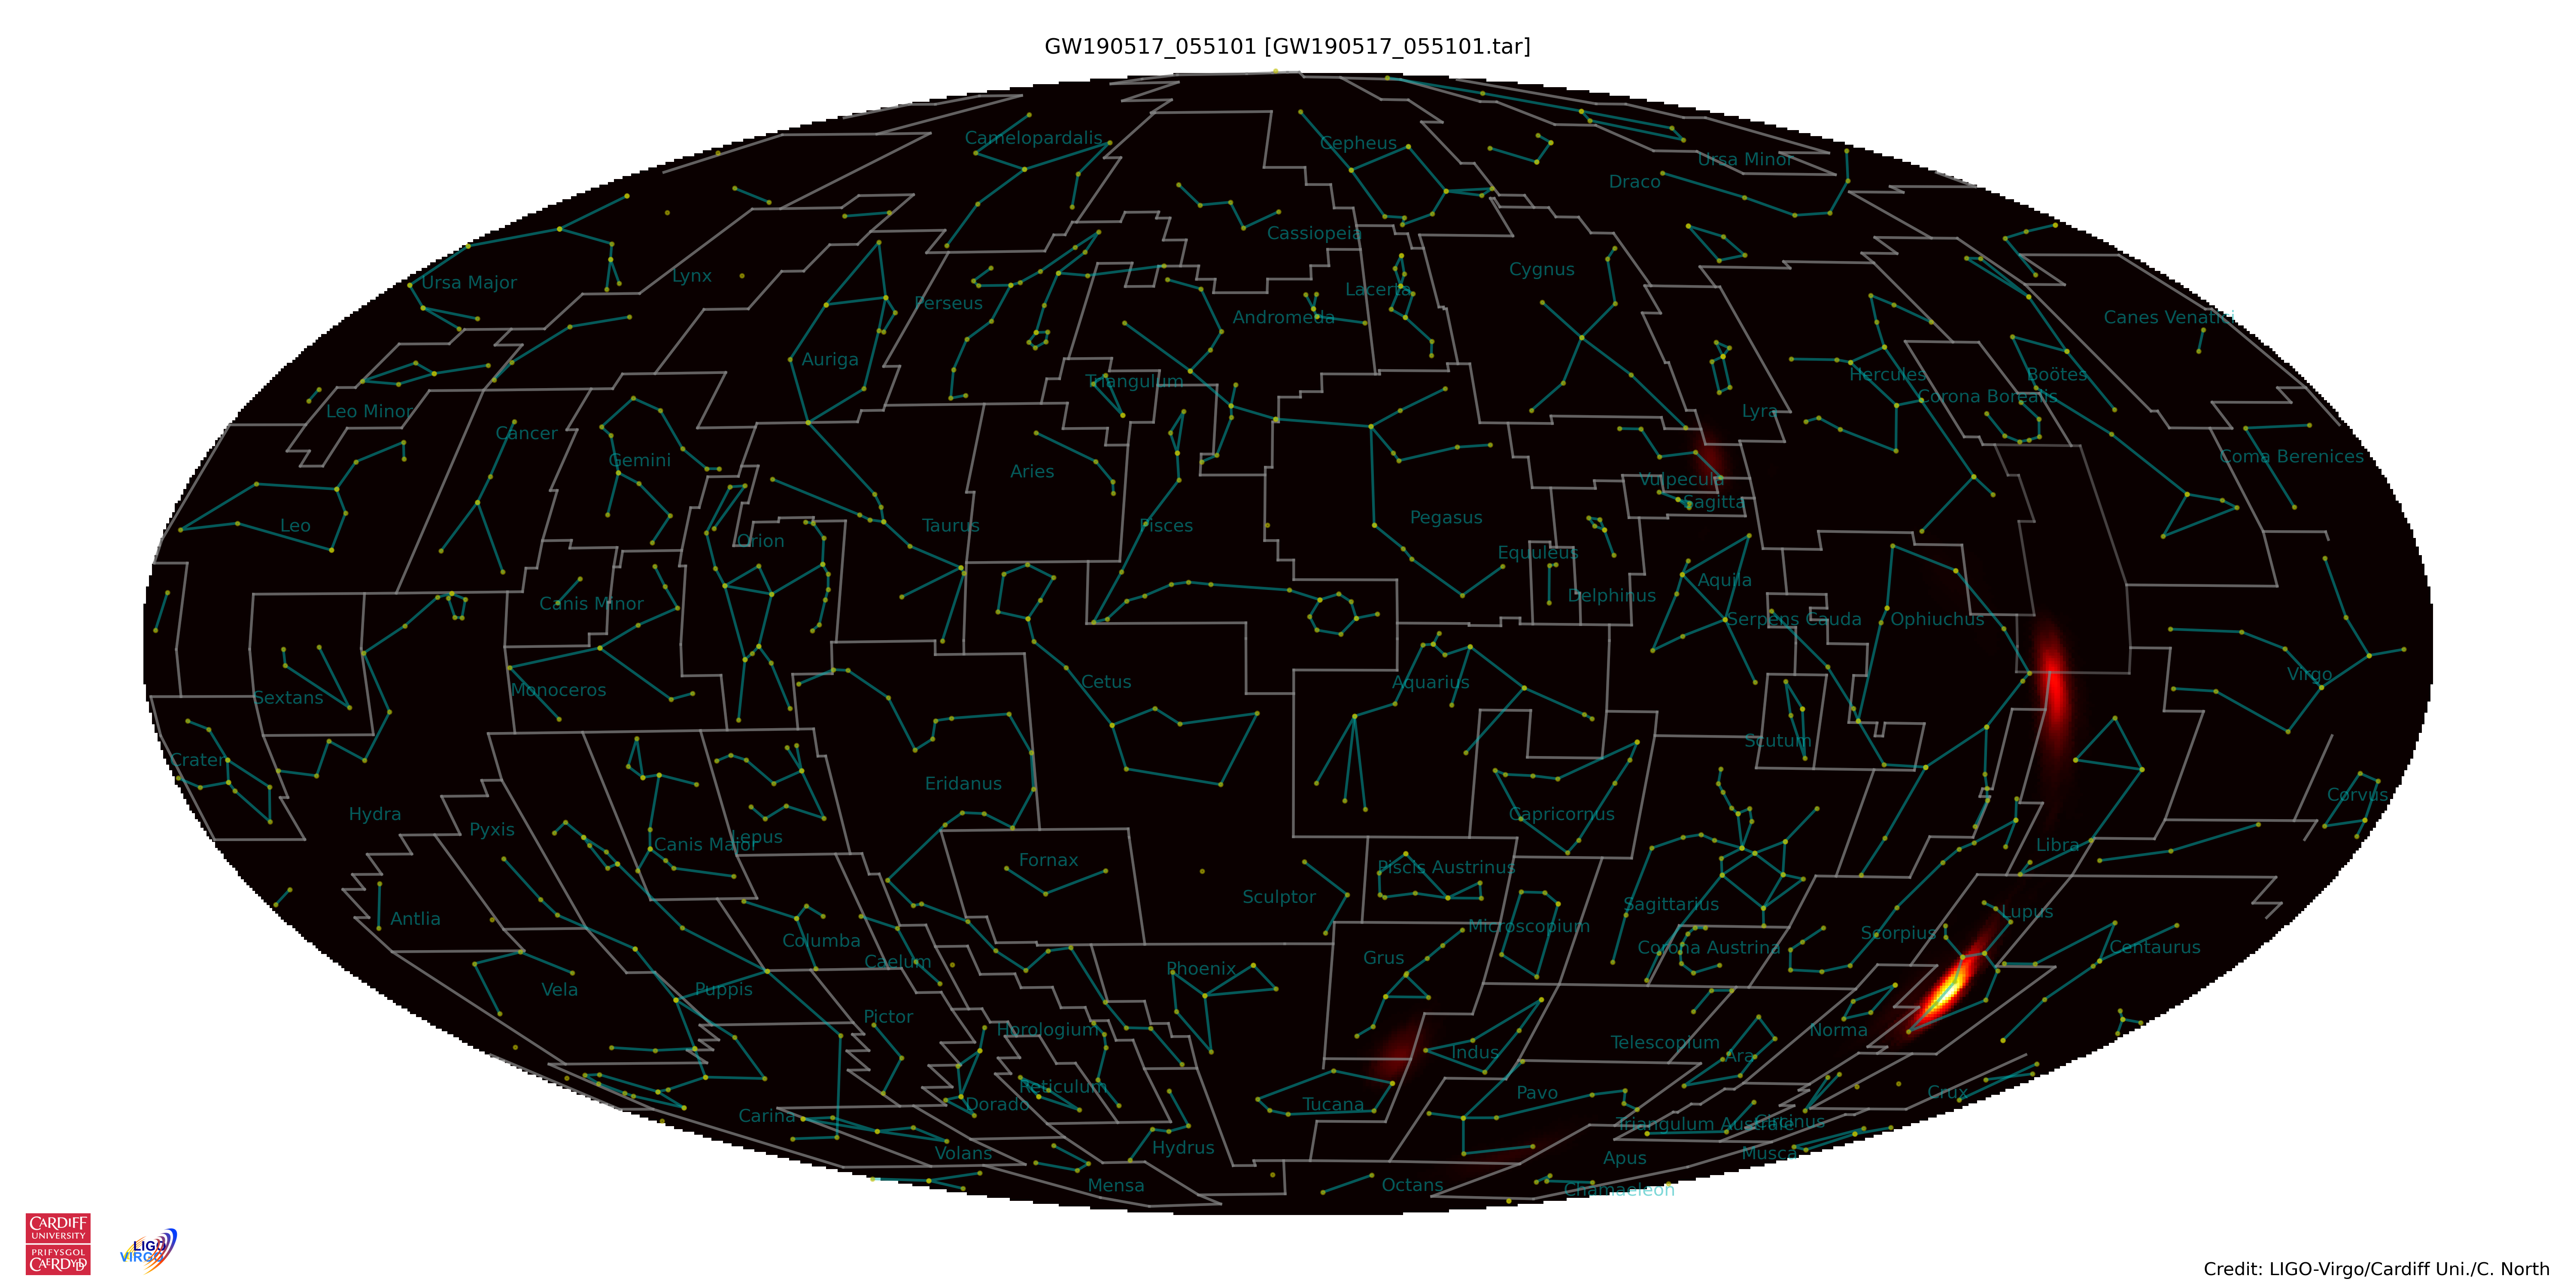 GW190517_055101 [GW190517_055101.tar]
Camelopardalis
Cepheus
Ursa Minor
Draco
Cassiopeia
Cygnus
Lynx
Ursa Major
Lacerta
Perseus
Andromeda
Canes Venatici
Auriga
Hercules
Boötes
Triangulum
Corona Borealis
Leo Minor
Lyra
Cancer
Coma Berenices
Gemini
Aries
Vulpecula
Sagitta
Pegasus
Leo
Taurus
Pisces
Orion
Equuleus
Aquila
Delphinus
Canis Minor
Serpens Cauda
Ophiuchus
Virgo
Cetus
Aquarius
Monoceros
Sextans
Scutum
Crater
Eridanus
Corvus
Hydra
Capricornus
Pyxis
Lepus
Canis Major
Libra
Fornax
Piscis Austrinus
Sculptor
Sagittarius
Lupus
Antlia
Microscopium
Scorpius
Columba
Corona Austrina
Centaurus
Grus
Caelum
Phoenix
Vela
Puppis
Pictor
Horologium
Norma
Telescopium
Indus
Ara
Reticulum
Pavo
Crux
Dorado
Tucana
Carina
Triangulum Australe
Circinus
Hydrus
Volans
Musca
Apus
Mensa
Octans
Chamaeleon
CARDIFF
UNIVERSITY
PRIFYSGOL
CAERDYDD
LIGO
VIRGO
Credit: LIGO-Virgo/Cardiff Uni./C. North